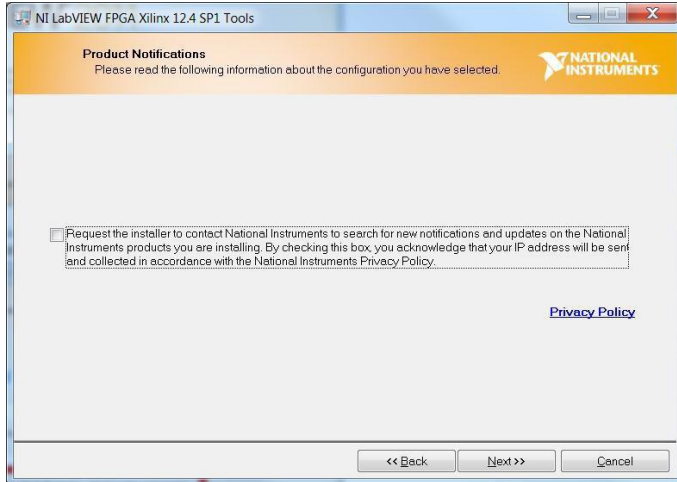 NI LabVIEW FPGA Xilinx 12.4 SP1 Tools
Product Notifications
Please read the following information about the configuration you have selected.
NATIONAL
INSTRUMENTS
Request the installer to contact National Instruments to search for new notifications and updates on the National
Instruments products you are installing. By checking this box, you acknowledge that your IP address will be sent
and collected in accordance with the National Instruments Privacy Policy.
Privacy Policy
<< Back
Next >>
Cancel